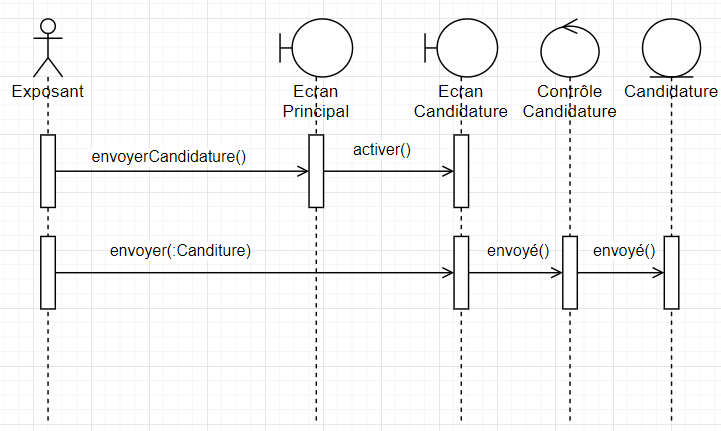 Exposant
Ecran
Principal
Ecran
Candidature
Contrôle
Candidature
Candidature
envoyerCandidature()
activer()
envoyer(:Canditure)
envoyé()
envoyé()